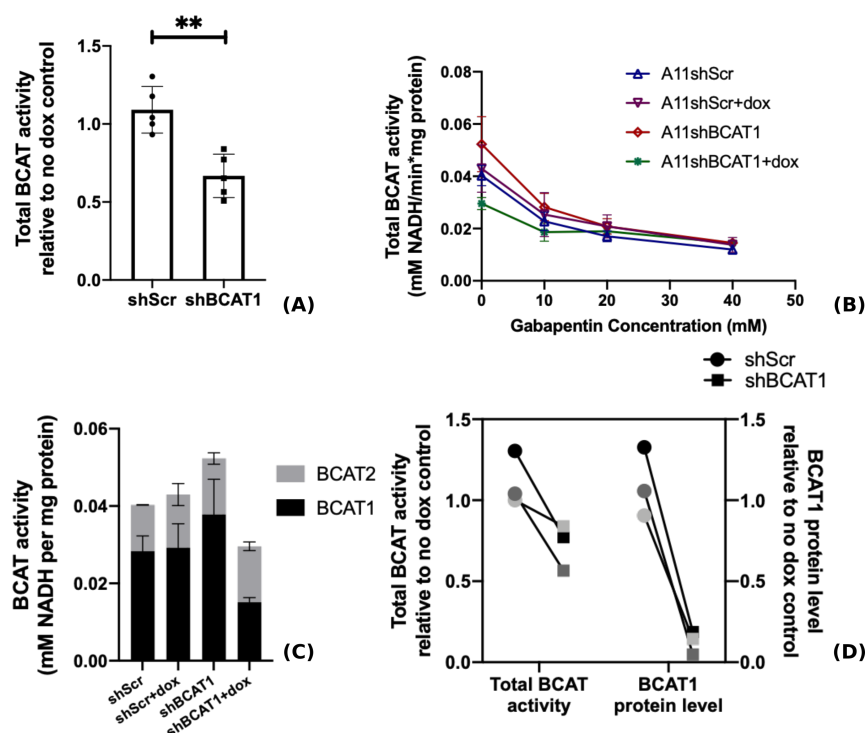 **
Total BCAT activity
relative to no dox control
1.5
1.0
0.5
0.0
shScr shBCAT1
(A)
Total BCAT activity
(mM NADH/min*mg protein)
0.08
0.06
0.04
0.02
0.00
0 10 20 30 40 50
Gabapentin Concentration (mM)
A11shScr
A11shScr+dox
A11shBCAT1
A11shBCAT1+dox
(B)
BCAT activity
(mM NADH per mg protein)
0.06
0.04
0.02
0.00
shScr
shScr+dox
shBCAT1
shBCAT1+dox
BCAT2
BCAT1
(C)
shScr
shBCAT1
Total BCAT activity
relative to no dox control
1.5
1.0
0.5
0.0
Total BCAT
activity
BCAT1
protein level
1.5
1.0
0.5
0.0
BCAT1 protein level
relative to no dox control
(D)